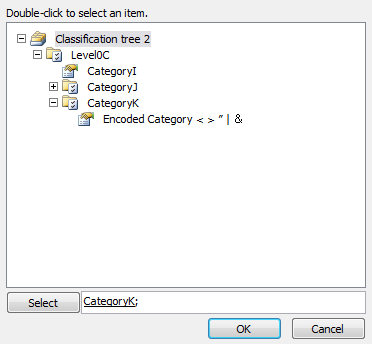 Double-click to select an item.
Classification tree 2
Level0C
CategoryI
CategoryJ
CategoryK
Encoded Category < > " | &
Select CategoryK;
OK Cancel